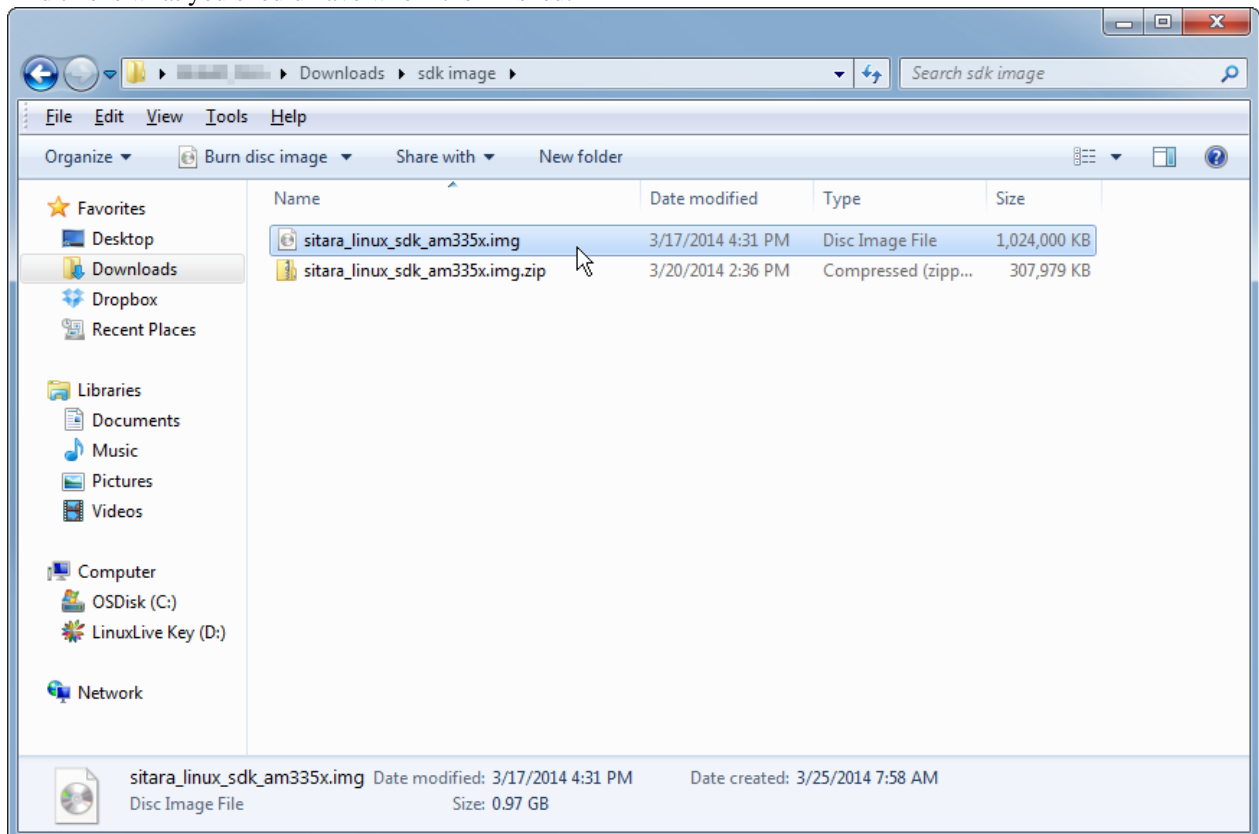 Downloads ▸ sdk image ▸ Search sdk image
File Edit View Tools Help
Organize Burn disc image Share with New folder
Name Date modified Type Size
Favorites
Desktop
Downloads
Dropbox
Recent Places
Libraries
Documents
Music
Pictures
Videos
Computer
OSDisk (C:)
LinuxLive Key (D:)
Network
sitara_linux_sdk_am335x.img 3/17/2014 4:31 PM Disc Image File 1,024,000 KB
sitara_linux_sdk_am335x.img.zip 3/20/2014 2:36 PM Compressed (zipp... 307,979 KB
sitara_linux_sdk_am335x.img Date modified: 3/17/2014 4:31 PM Date created: 3/25/2014 7:58 AM
Disc Image File Size: 0.97 GB